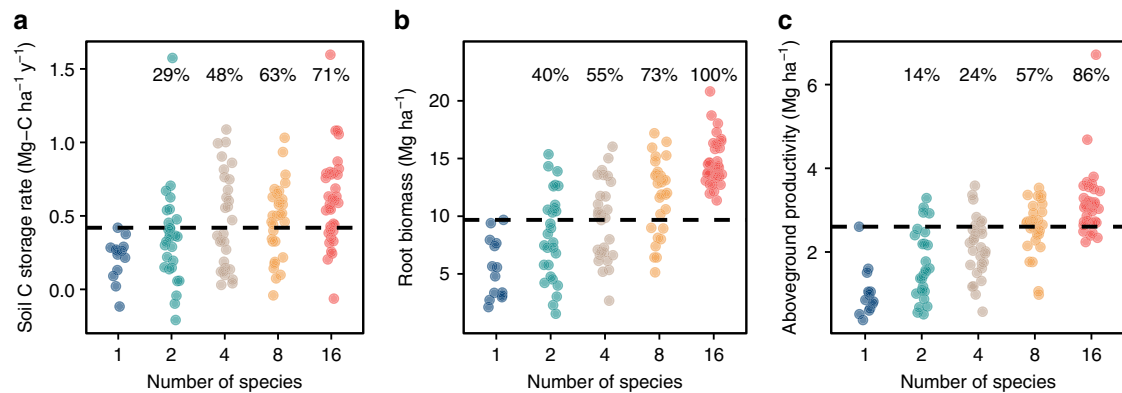 a
Soil C storage rate (Mg−C ha⁻¹ y⁻¹)
1.5
1.0
0.5
0.0
29% 48% 63% 71%
1 2 4 8 16
Number of species
b
Root biomass (Mg ha⁻¹)
20
15
10
5
40% 55% 73% 100%
1 2 4 8 16
Number of species
c
Aboveground productivity (Mg ha⁻¹)
6
4
2
14% 24% 57% 86%
1 2 4 8 16
Number of species